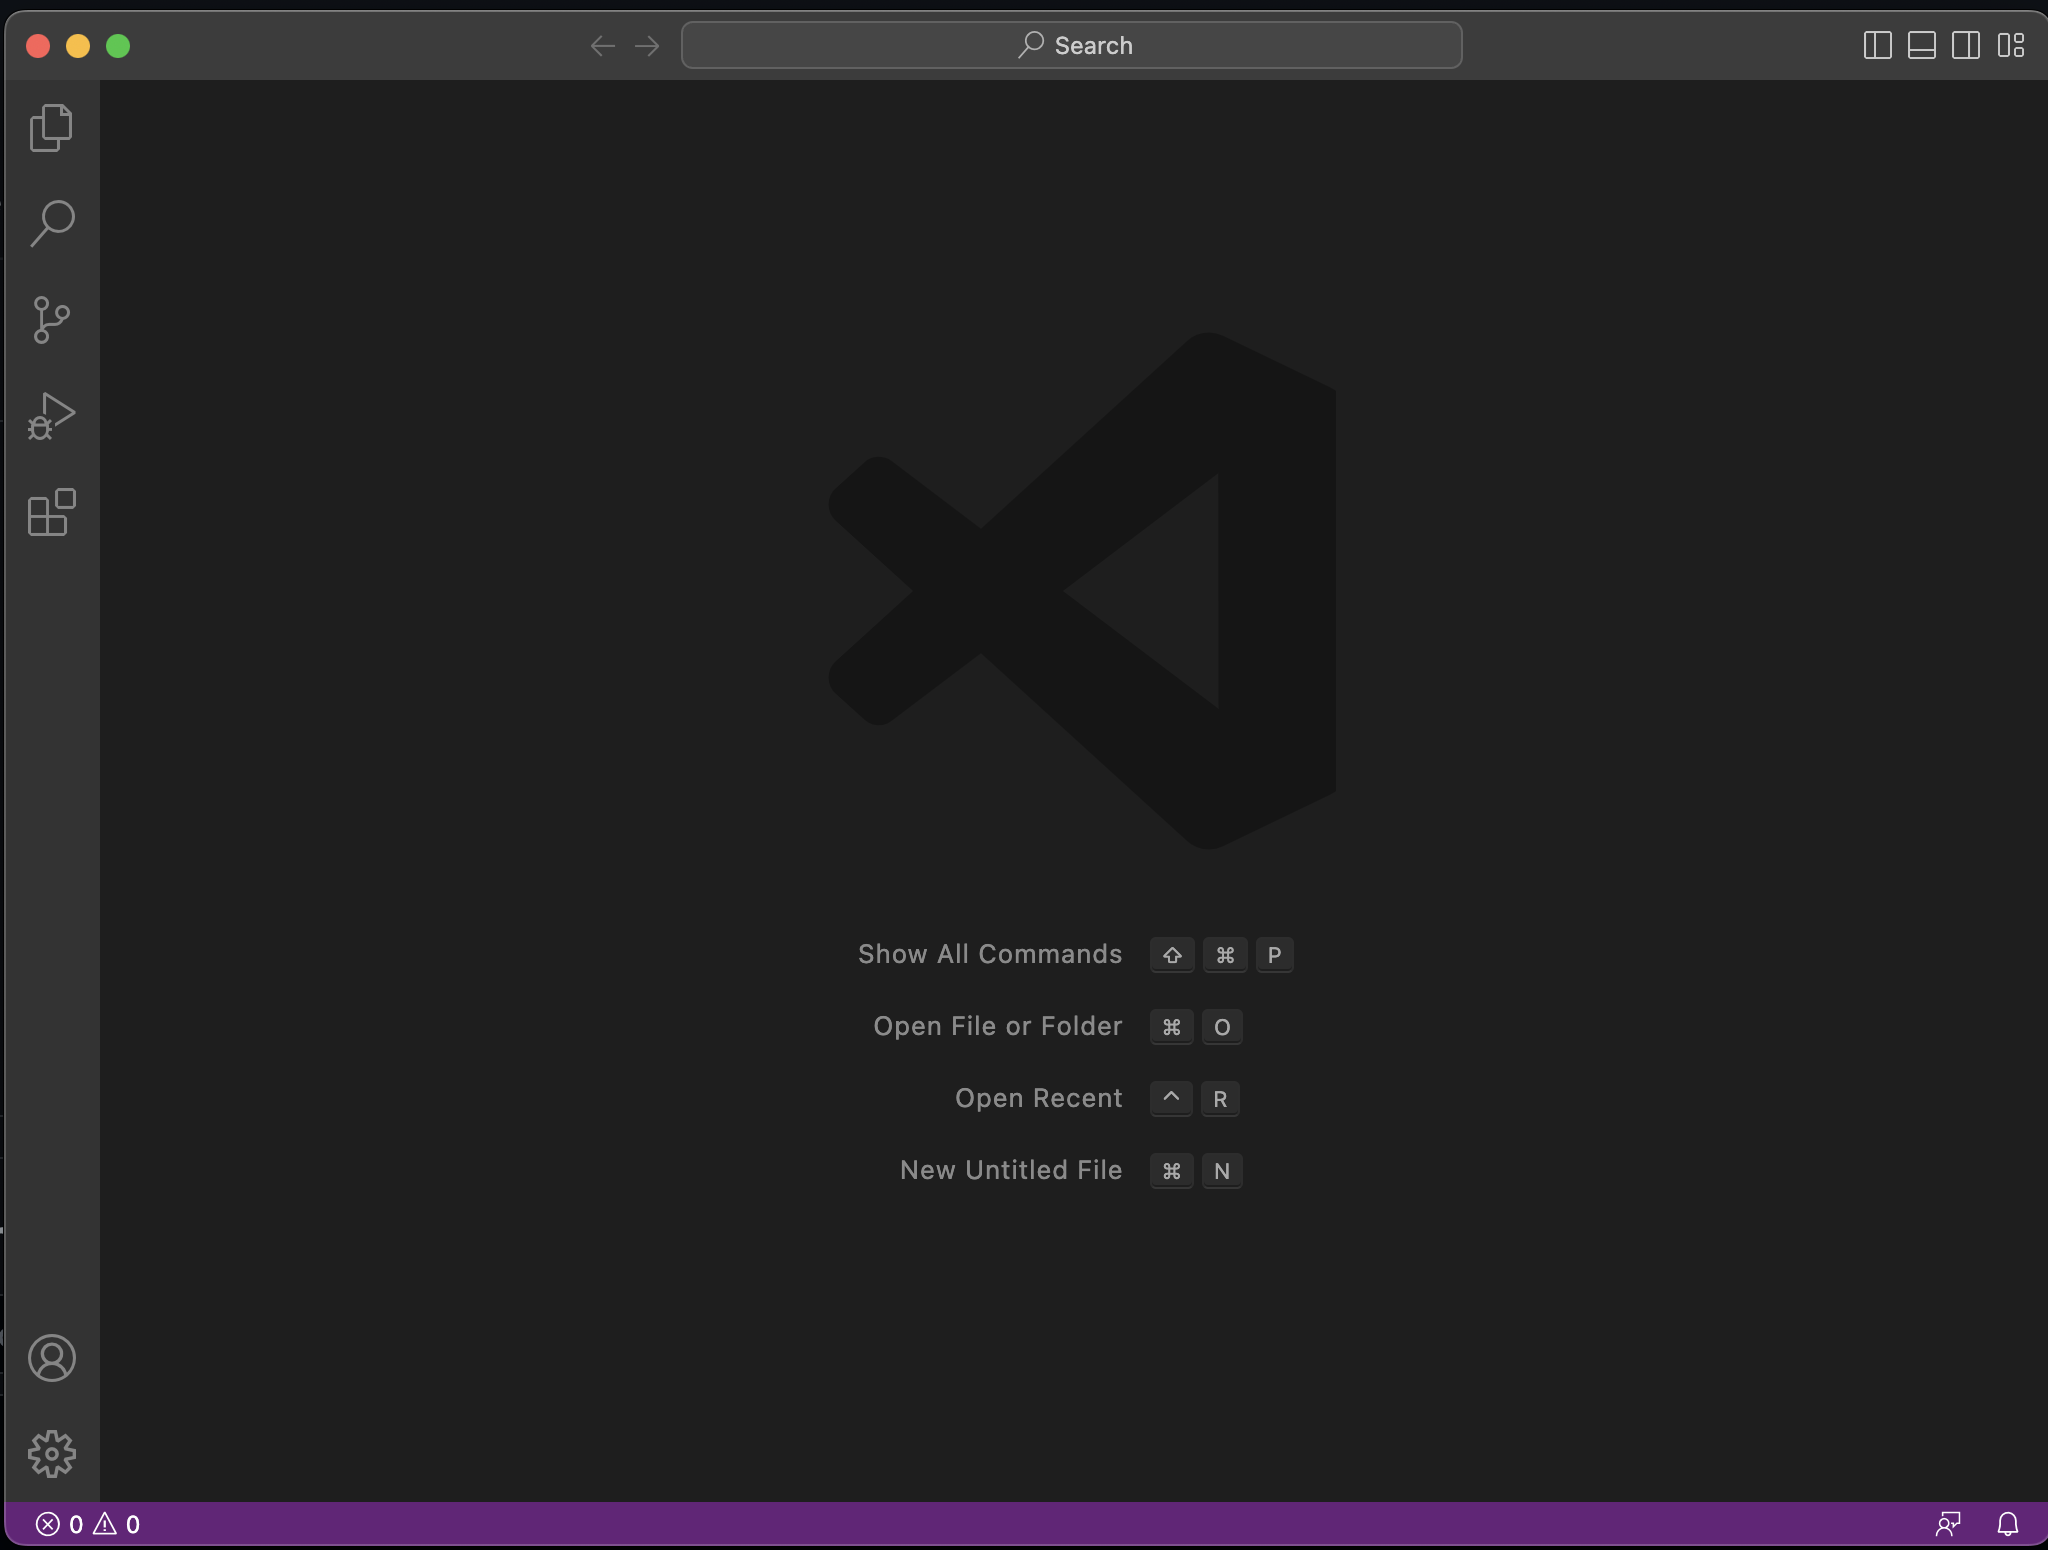 Search
Show All Commands ⇧ ⌘ P
Open File or Folder ⌘ O
Open Recent ^ R
New Untitled File ⌘ N
0 0